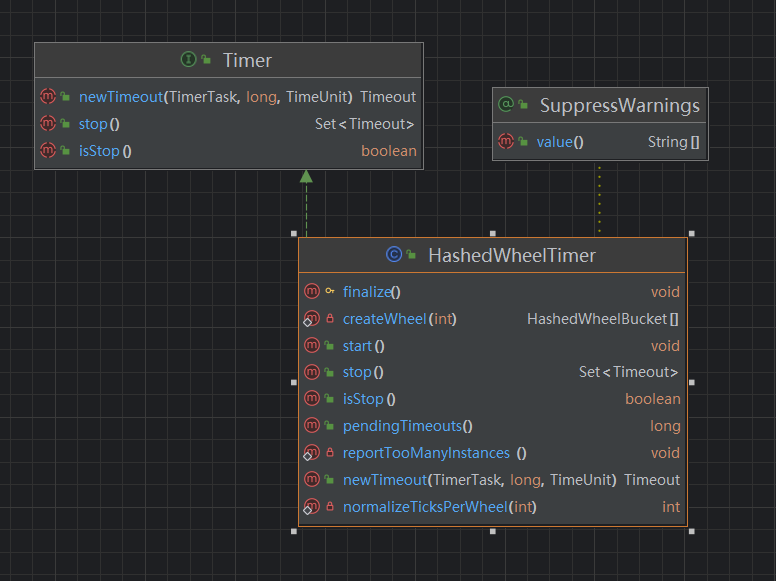 Timer
newTimeout(TimerTask, long, TimeUnit) Timeout
stop() Set<Timeout>
isStop() boolean
SuppressWarnings
value() String[]
HashedWheelTimer
finalize() void
createWheel(int) HashedWheelBucket[]
start() void
stop() Set<Timeout>
isStop() boolean
pendingTimeouts() long
reportTooManyInstances () void
newTimeout(TimerTask, long, TimeUnit) Timeout
normalizeTicksPerWheel(int) int